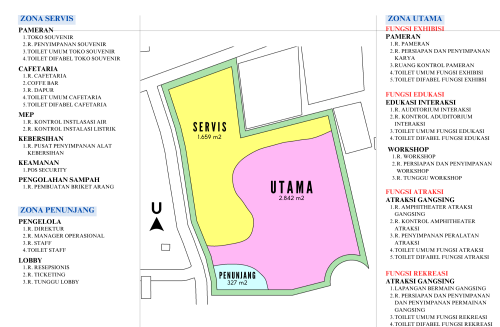 ZONA SERVIS
PAMERAN
1.TOKO SOUVENIR
2.R. PENYIMPANAN SOUVENIR
3.TOILET UMUM TOKO SOUVENIR
4.TOILET DIFABEL TOKO SOUVENIR
CAFETARIA
1.R. CAFETARIA
2.COFFE BAR
3.R. DAPUR
4.TOILET UMUM CAFETARIA
5.TOILET DIFABEL CAFETARIA
MEP
1.R. KONTROL INSTLASASI AIR
2.R. KONTROL INSTALASI LISTRIK
KEBERSIHAN
1.R. PUSAT PENYIMPANAN ALAT
KEBERSIHAN
KEAMANAN
1.POS SECURITY
PENGOLAHAN SAMPAH
1.R. PEMBUATAN BRIKET ARANG
ZONA PENUNJANG
PENGELOLA
1.R. DIREKTUR
2.R. MANAGER OPERASIONAL
3.R. STAFF
4.TOILET STAFF
LOBBY
1.R. RESEPSIONIS
2.R. TICKETING
3.R. TUNGGU LOBBY
SERVIS
1.659 m2
UTAMA
2.842 m2
PENUNJANG
327 m2
U
ZONA UTAMA
FUNGSI EXHIBISI
PAMERAN
1.R. PAMERAN
2.R. PERSIAPAN DAN PENYIMPANAN
KARYA
3.RUANG KONTROL PAMERAN
4.TOILET UMUM FUNGSI EXHIBISI
5.TOILET DIFABEL FUNGSI EXHIBSI
FUNGSI EDUKASI
EDUKASI INTERAKSI
1.R. AUDITORIUM INTERAKSI
2.R. KONTROL ADUDITORIUM
INTERAKSI
3.TOILET UMUM FUNGSI EDUKASI
4.TOILET DIFABEL FUNGSI EDUKASI
WORKSHOP
1.R. WORKSHOP
2.R. PERSIAPAN DAN PENYIMPANAN
WORKSHOP
3.R. TUNGGU WORKSHOP
FUNGSI ATRAKSI
ATRAKSI GANGSING
1.R. AMPHITHEATER ATRAKSI
GANGSING
2.R. KONTROL AMPHITHEATER
ATRAKSI
3.R. PENYIMPANAN PERALATAN
ATRAKSI
4.TOILET UMUM FUNGSI ATRAKSI
5.TOILET DIFABEL FUNGSI ATRAKSI
FUNGSI REKREASI
ATRAKSI GANGSING
1.LAPANGAN BERMAIN GANGSING
2.R. PERSIAPAN DAN PENYIMPANAN
DAN PENYIMPANAN PERMAINAN
GANGSING
3.TOILET UMUM FUNGSI REKREASI
4.TOILET DIFABEL FUNGSI REKREASI